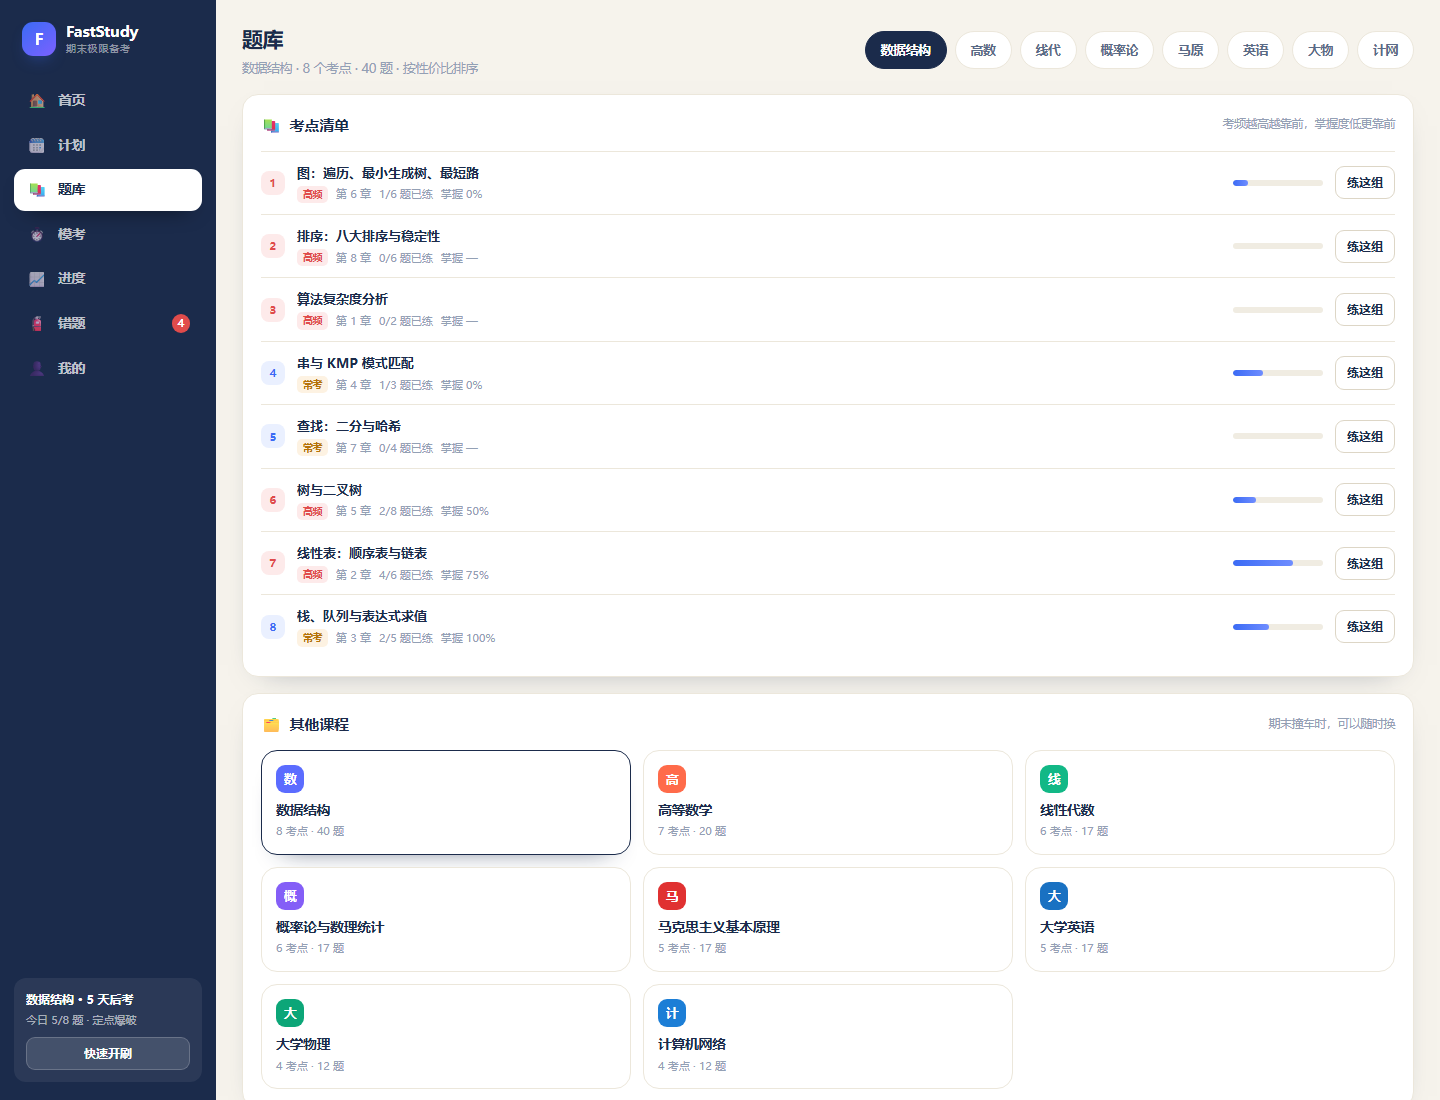 F
FastStudy
期末极限备考
首页
计划
题库
模考
进度
错题
4
我的
数据结构 • 5 天后考
今日 5/8 题 · 定点爆破
快速开刷
题库
数据结构 · 8 个考点 · 40 题 · 按性价比排序
数据结构
高数
线代
概率论
马原
英语
大物
计网
考点清单
考频越高越靠前，掌握度低更靠前
1
图：遍历、最小生成树、最短路
高频 第 6 章 1/6 题已练 掌握 0%
练这组
2
排序：八大排序与稳定性
高频 第 8 章 0/6 题已练 掌握 —
练这组
3
算法复杂度分析
高频 第 1 章 0/2 题已练 掌握 —
练这组
4
串与 KMP 模式匹配
常考 第 4 章 1/3 题已练 掌握 0%
练这组
5
查找：二分与哈希
常考 第 7 章 0/4 题已练 掌握 —
练这组
6
树与二叉树
高频 第 5 章 2/8 题已练 掌握 50%
练这组
7
线性表：顺序表与链表
高频 第 2 章 4/6 题已练 掌握 75%
练这组
8
栈、队列与表达式求值
常考 第 3 章 2/5 题已练 掌握 100%
练这组
其他课程
期末撞车时，可以随时换
数
数据结构
8 考点 · 40 题
高
高等数学
7 考点 · 20 题
线
线性代数
6 考点 · 17 题
概
概率论与数理统计
6 考点 · 17 题
马
马克思主义基本原理
5 考点 · 17 题
大
大学英语
5 考点 · 17 题
大
大学物理
4 考点 · 12 题
计
计算机网络
4 考点 · 12 题